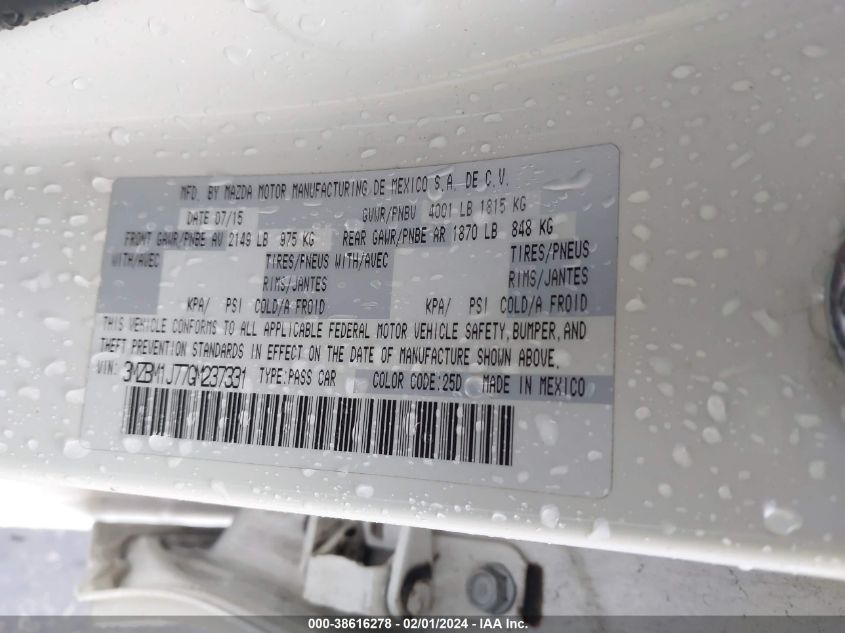 MFD. BY MAZDA MOTOR MANUFACTURING DE MEXICO S.A. DE C.V.
DATE 07/15 GVWR/PNBV 4001 LB 1815 KG
FRONT GAWR/PNBE AV 2149 LB 975 KG REAR GAWR/PNBE AR 1870 LB 848 KG
WITH/AVEC TIRES/PNEUS WITH/AVEC TIRES/PNEUS
RIMS/JANTES RIMS/JANTES
KPA/ PSI COLD/A FROID KPA/ PSI COLD/A FROID
THIS VEHICLE CONFORMS TO ALL APPLICABLE FEDERAL MOTOR VEHICLE SAFETY, BUMPER, AND
THEFT PREVENTION STANDARDS IN EFFECT ON THE DATE OF MANUFACTURE SHOWN ABOVE.
VIN: 3MZBM1J77GM237331 TYPE:PASS CAR COLOR CODE:25D MADE IN MEXICO
000-38616278 - 02/01/2024 - IAA Inc.